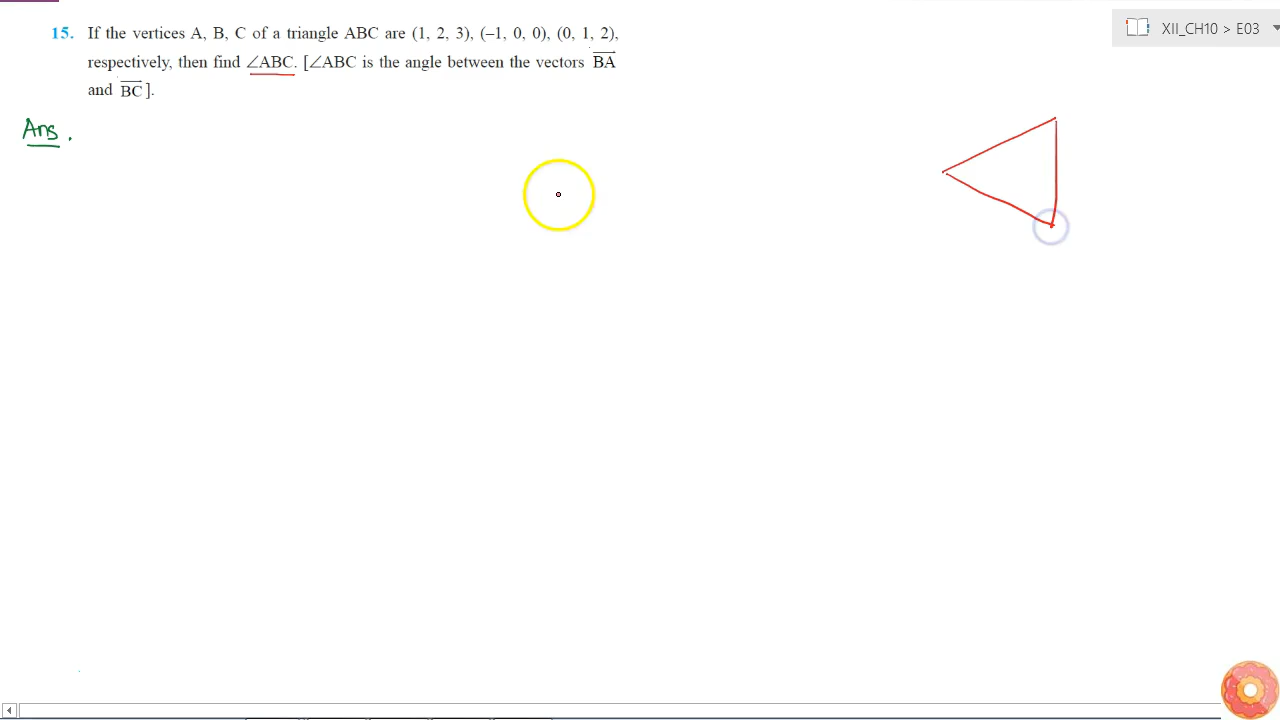 XII_CH10 > E03
15. If the vertices A, B, C of a triangle ABC are (1, 2, 3), (–1, 0, 0), (0, 1, 2),
respectively, then find ∠ABC. [∠ABC is the angle between the vectors BA
and BC ].
Ans.